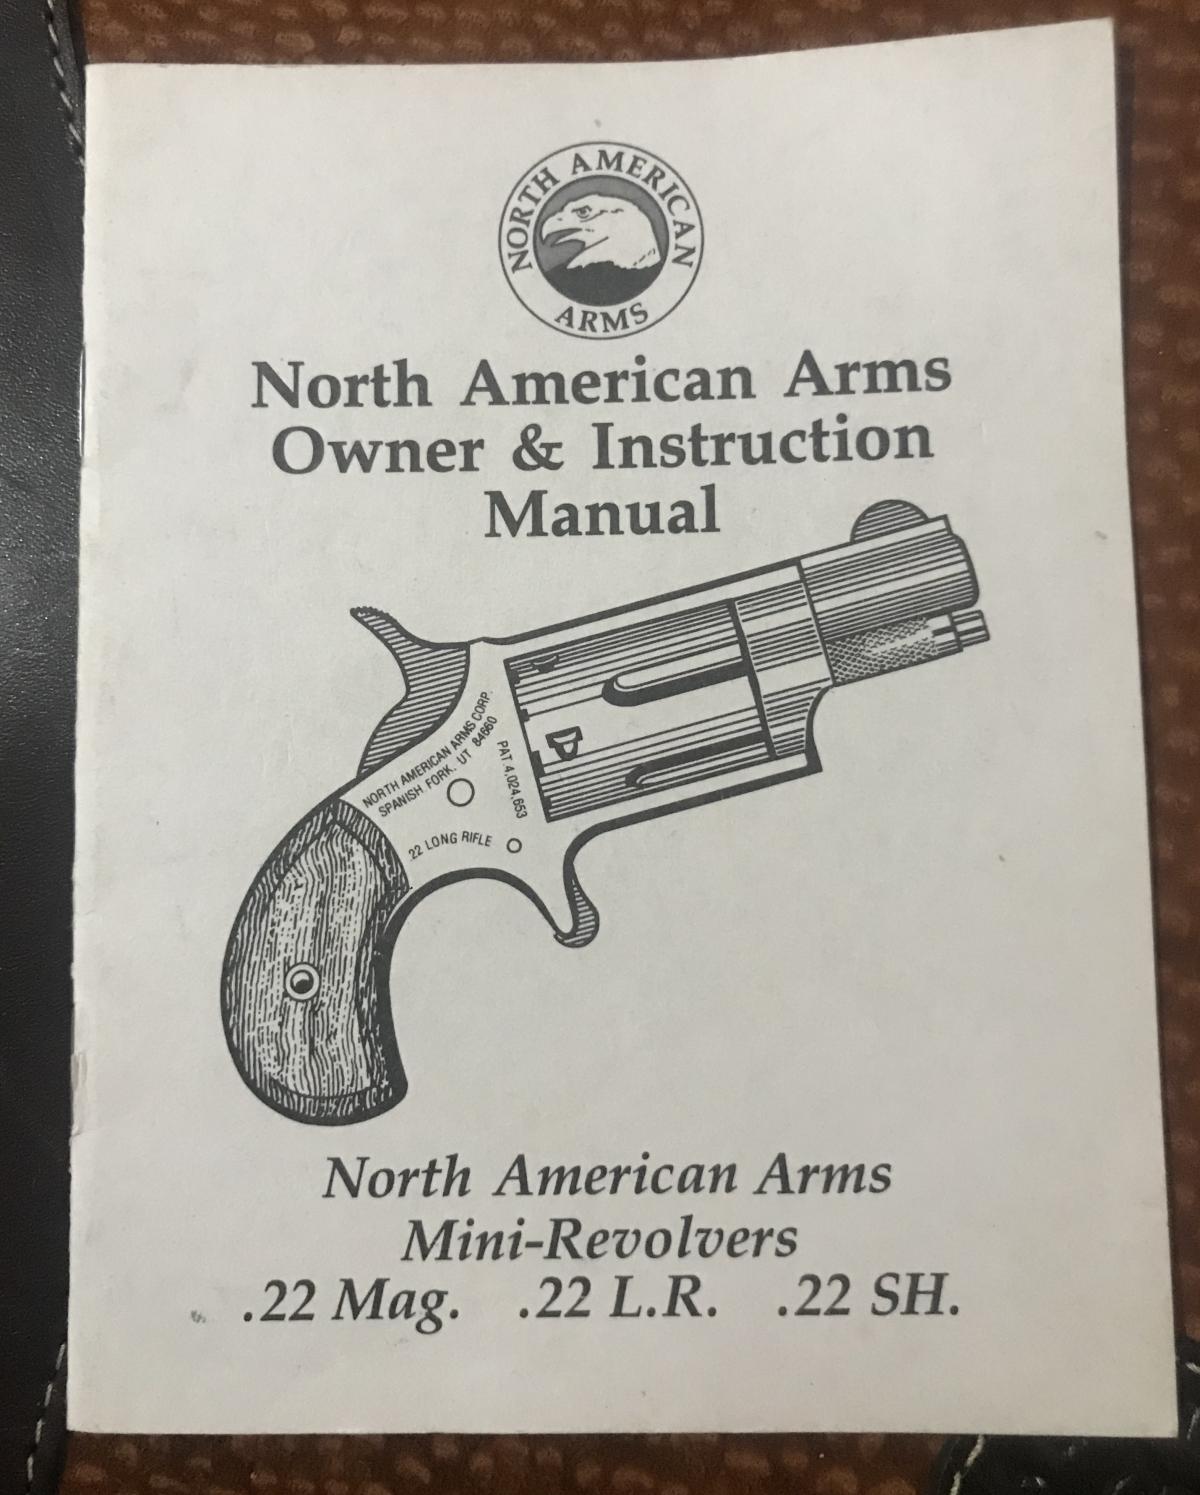 NORTH AMERICAN
ARMS
North American Arms
Owner & Instruction
Manual
NORTH AMERICAN ARMS CORP.
SPANISH FORK, UT 84660
PAT. 4,024,653
.22 LONG RIFLE
North American Arms
Mini-Revolvers
.22 Mag. .22 L.R. .22 SH.